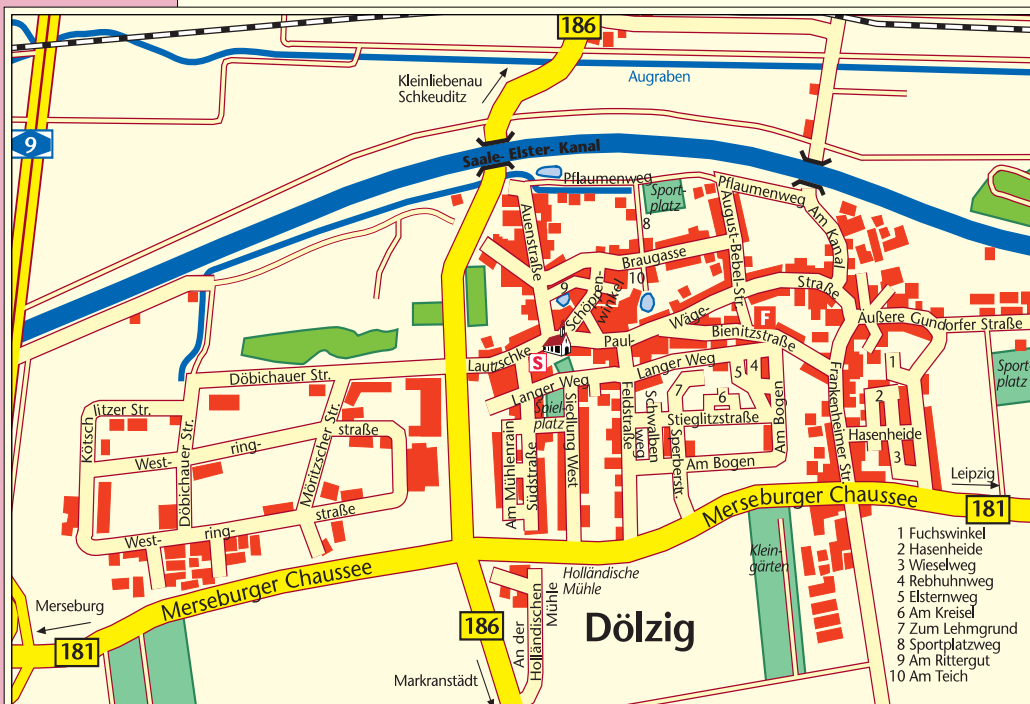 186
Kleinliebenau
Schkeuditz
Augraben
9
Saale- Elster- Kanal
Pflaumenweg
Sport-
platz
Pflaumenweg
Am Kanal
8
Auenstraße
August-Bebel-Str.
Braugasse
10
9
Schöppen-
winkel
Straße
Wäge-
F
Bienitzstraße
Äußere Gundorfer Straße
Paul-
Lautzschke
S
Langer Weg
Langer Weg
Döbichauer Str.
Sport-
platz
1
2
3
5
4
7
6
Stieglitzstraße
Hasenheide
Spiel-
platz
Siedlung West
Feldstraße
Schwalben
weg
Sperberstr.
Am Bogen
Am Bogen
Frankenheimer Str.
Am Mühlenrain
Südstraße
Kötsch
litzer Str.
Döbichauer Str.
Möritzscher Str.
West-
ring-
straße
West-
ring-
straße
Leipzig
181
Merseburger Chaussee
Merseburger Chaussee
Klein-
gärten
Holländische
Mühle
Merseburg
181
186
An der
Holländischen
Mühle
Dölzig
Markranstädt
1 Fuchswinkel
2 Hasenheide
3 Wieselweg
4 Rebhuhnweg
5 Elsternweg
6 Am Kreisel
7 Zum Lehmgrund
8 Sportplatzweg
9 Am Rittergut
10 Am Teich